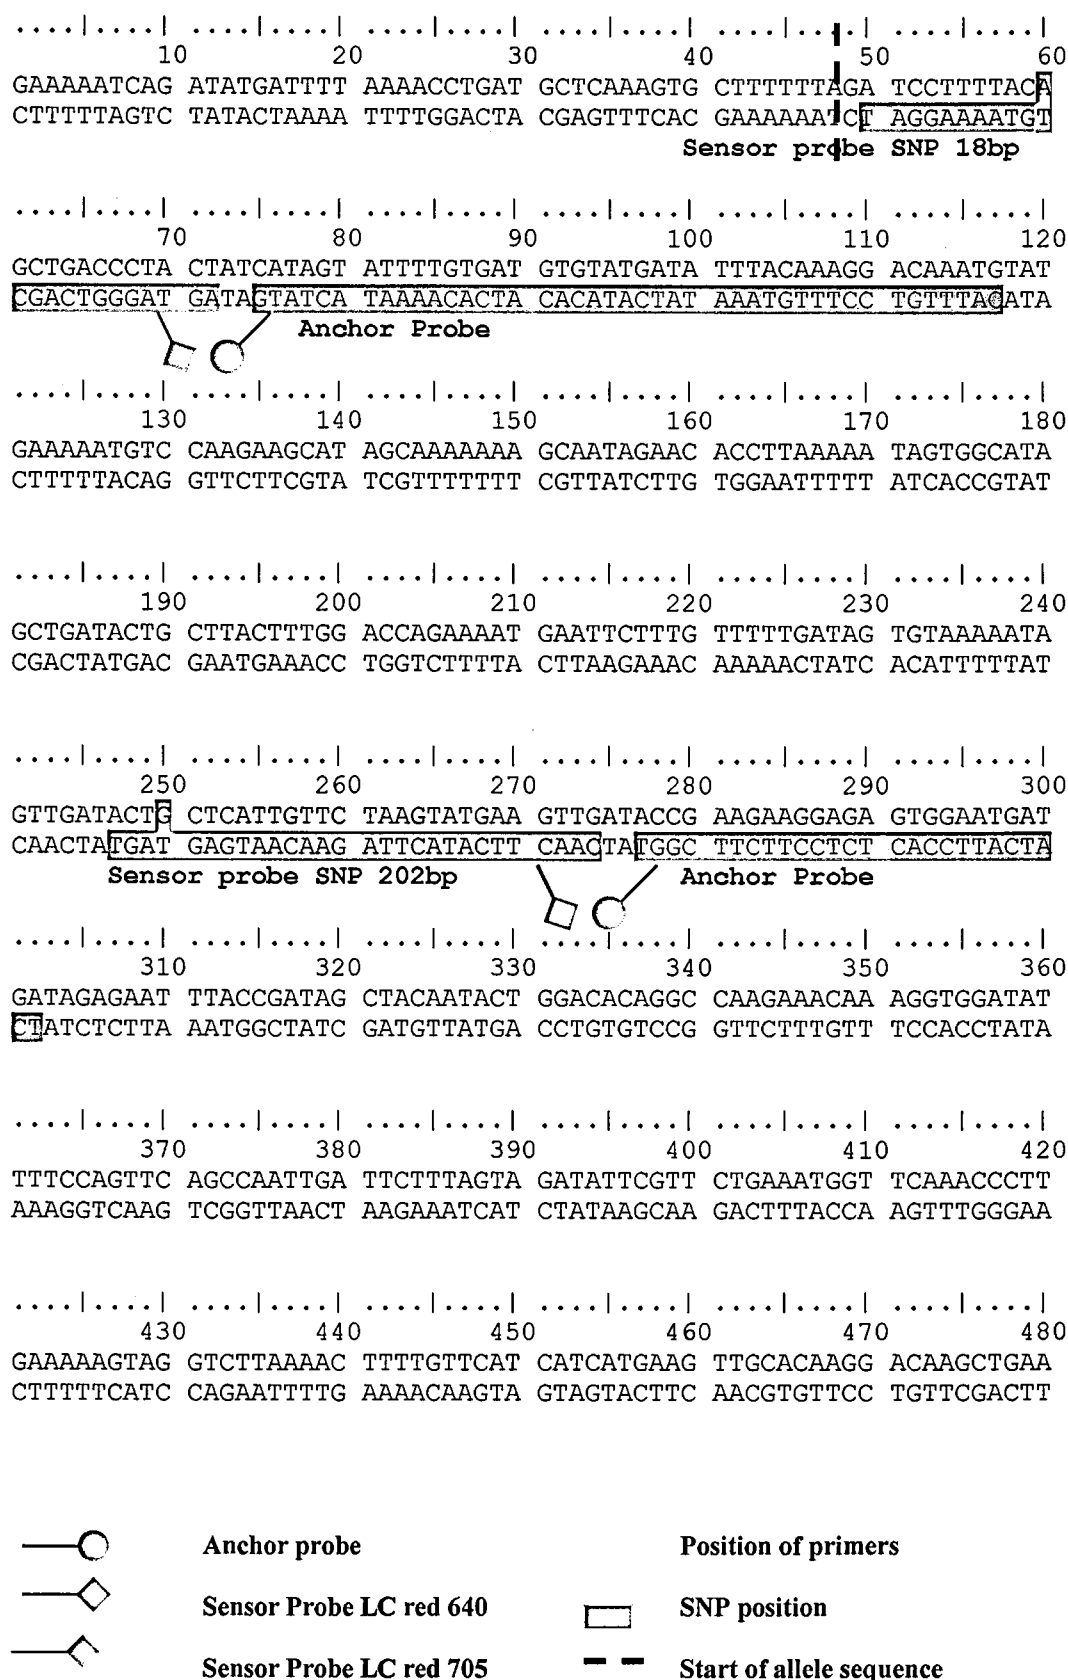 ....|....| ....|....| ....|....| ....|....| ....|....| ....|....|
10 20 30 40 50 60
GAAAAATCAG ATATGATTTT AAAACCTGAT GCTCAAAGTG CTTTTTTAGA TCCTTTTACA
CTTTTTAGTC TATACTAAAA TTTTGGACTA CGAGTTTCAC GAAAAAATCT AGGAAAATGT
Sensor probe SNP 18bp
....|....| ....|....| ....|....| ....|....| ....|....| ....|....|
70 80 90 100 110 120
GCTGACCCTA CTATCATAGT ATTTTGTGAT GTGTATGATA TTTACAAAGG ACAAATGTAT
CGACTGGGAT GATAGTATCA TAAAACACTA CACATACTAT AAATGTTTCC TGTTTACATA
Anchor Probe
....|....| ....|....| ....|....| ....|....| ....|....| ....|....|
130 140 150 160 170 180
GAAAAATGTC CAAGAAGCAT AGCAAAAAAA GCAATAGAAC ACCTTAAAAA TAGTGGCATA
CTTTTTACAG GTTCTTCGTA TCGTTTTTTT CGTTATCTTG TGGAATTTTT ATCACCGTAT
....|....| ....|....| ....|....| ....|....| ....|....| ....|....|
190 200 210 220 230 240
GCTGATACTG CTTACTTTGG ACCAGAAAAT GAATTCTTTG TTTTTGATAG TGTAAAAATA
CGACTATGAC GAATGAAACC TGGTCTTTTA CTTAAGAAAC AAAAACTATC ACATTTTTAT
....|....| ....|....| ....|....| ....|....| ....|....| ....|....|
250 260 270 280 290 300
GTTGATACTG CTCATTGTTC TAAGTATGAA GTTGATACCG AAGAAGGAGA GTGGAATGAT
CAACTATGAT GAGTAACAAG ATTCATACTT CAACTATGGC TTCTTCCTCT CACCTTACTA
Sensor probe SNP 202bp Anchor Probe
....|....| ....|....| ....|....| ....|....| ....|....| ....|....|
310 320 330 340 350 360
GATAGAGAAT TTACCGATAG CTACAATACT GGACACAGGC CAAGAAACAA AGGTGGATAT
CTATCTCTTA AATGGCTATC GATGTTATGA CCTGTGTCCG GTTCTTTGTT TCCACCTATA
....|....| ....|....| ....|....| ....|....| ....|....| ....|....|
370 380 390 400 410 420
TTTCCAGTTC AGCCAATTGA TTCTTTAGTA GATATTCGTT CTGAAATGGT TCAAACCCTT
AAAGGTCAAG TCGGTTAACT AAGAAATCAT CTATAAGCAA GACTTTACCA AGTTTGGGAA
....|....| ....|....| ....|....| ....|....| ....|....| ....|....|
430 440 450 460 470 480
GAAAAAGTAG GTCTTAAAAC TTTTGTTCAT CATCATGAAG TTGCACAAGG ACAAGCTGAA
CTTTTTCATC CAGAATTTTG AAAACAAGTA GTAGTACTTC AACGTGTTCC TGTTCGACTT
Anchor probe Position of primers
Sensor Probe LC red 640 SNP position
Sensor Probe LC red 705 Start of allele sequence